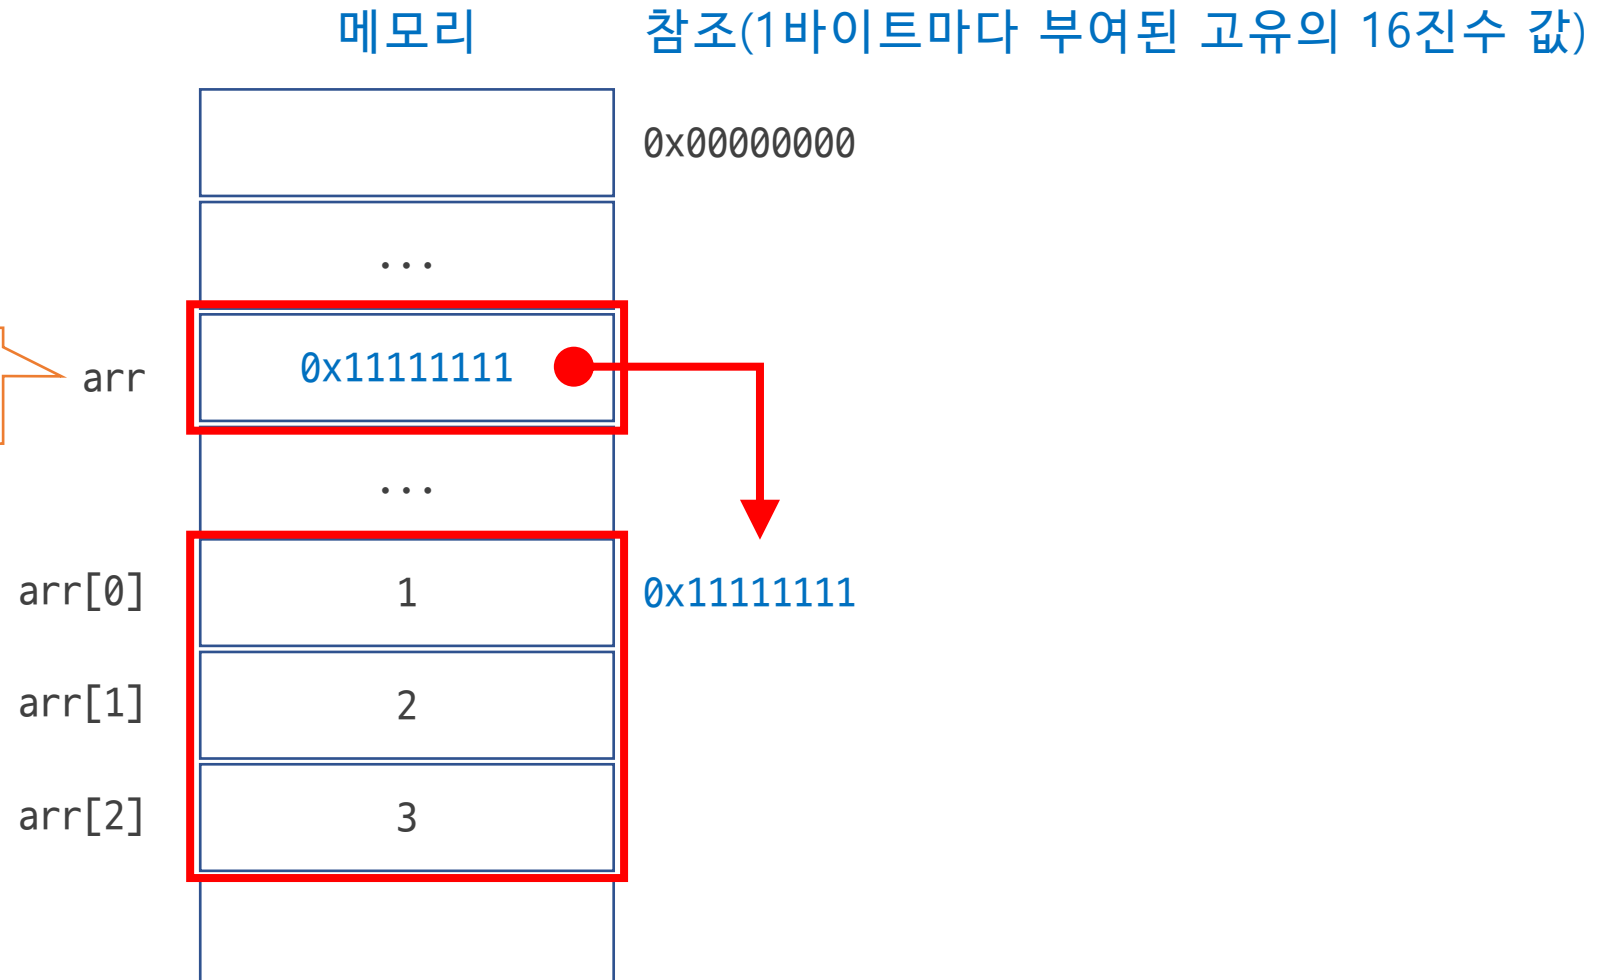 메모리 참조(1바이트마다 부여된 고유의 16진수 값)
0x00000000
...
arr 0x11111111
...
arr[0] 1 0x11111111
arr[1] 2
arr[2] 3